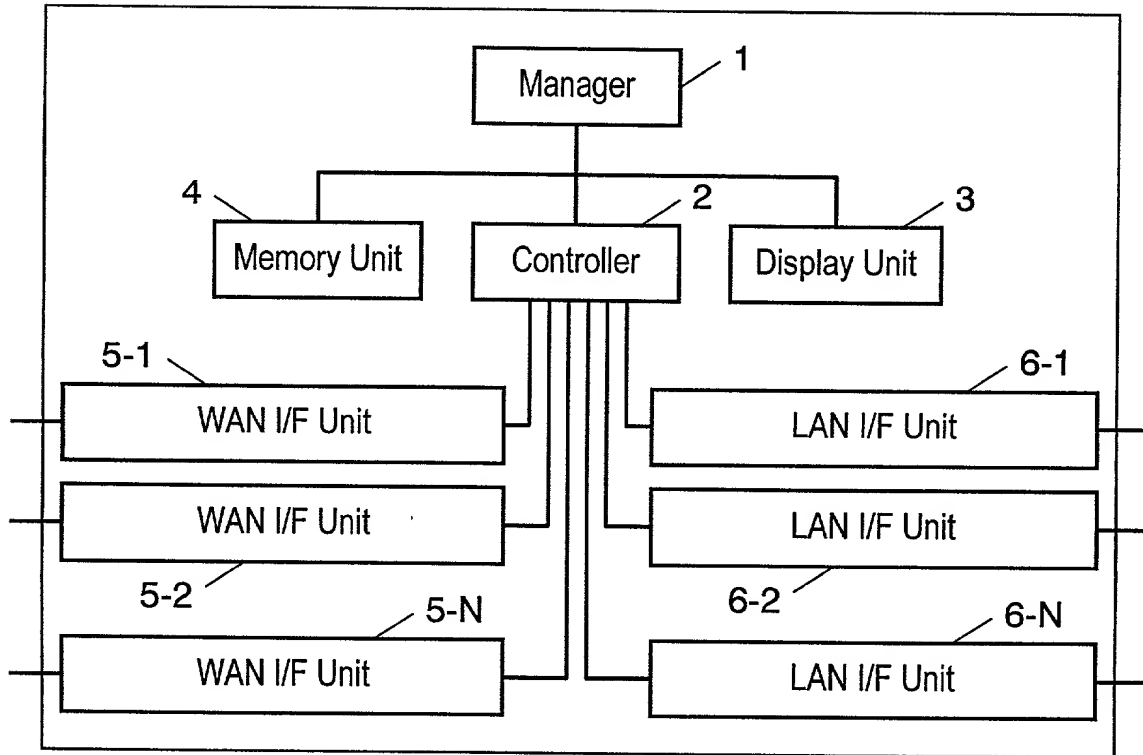 1
Manager
4
2
3
Memory Unit
Controller
Display Unit
5-1
6-1
WAN I/F Unit
LAN I/F Unit
WAN I/F Unit
LAN I/F Unit
5-2
6-2
5-N
6-N
WAN I/F Unit
LAN I/F Unit